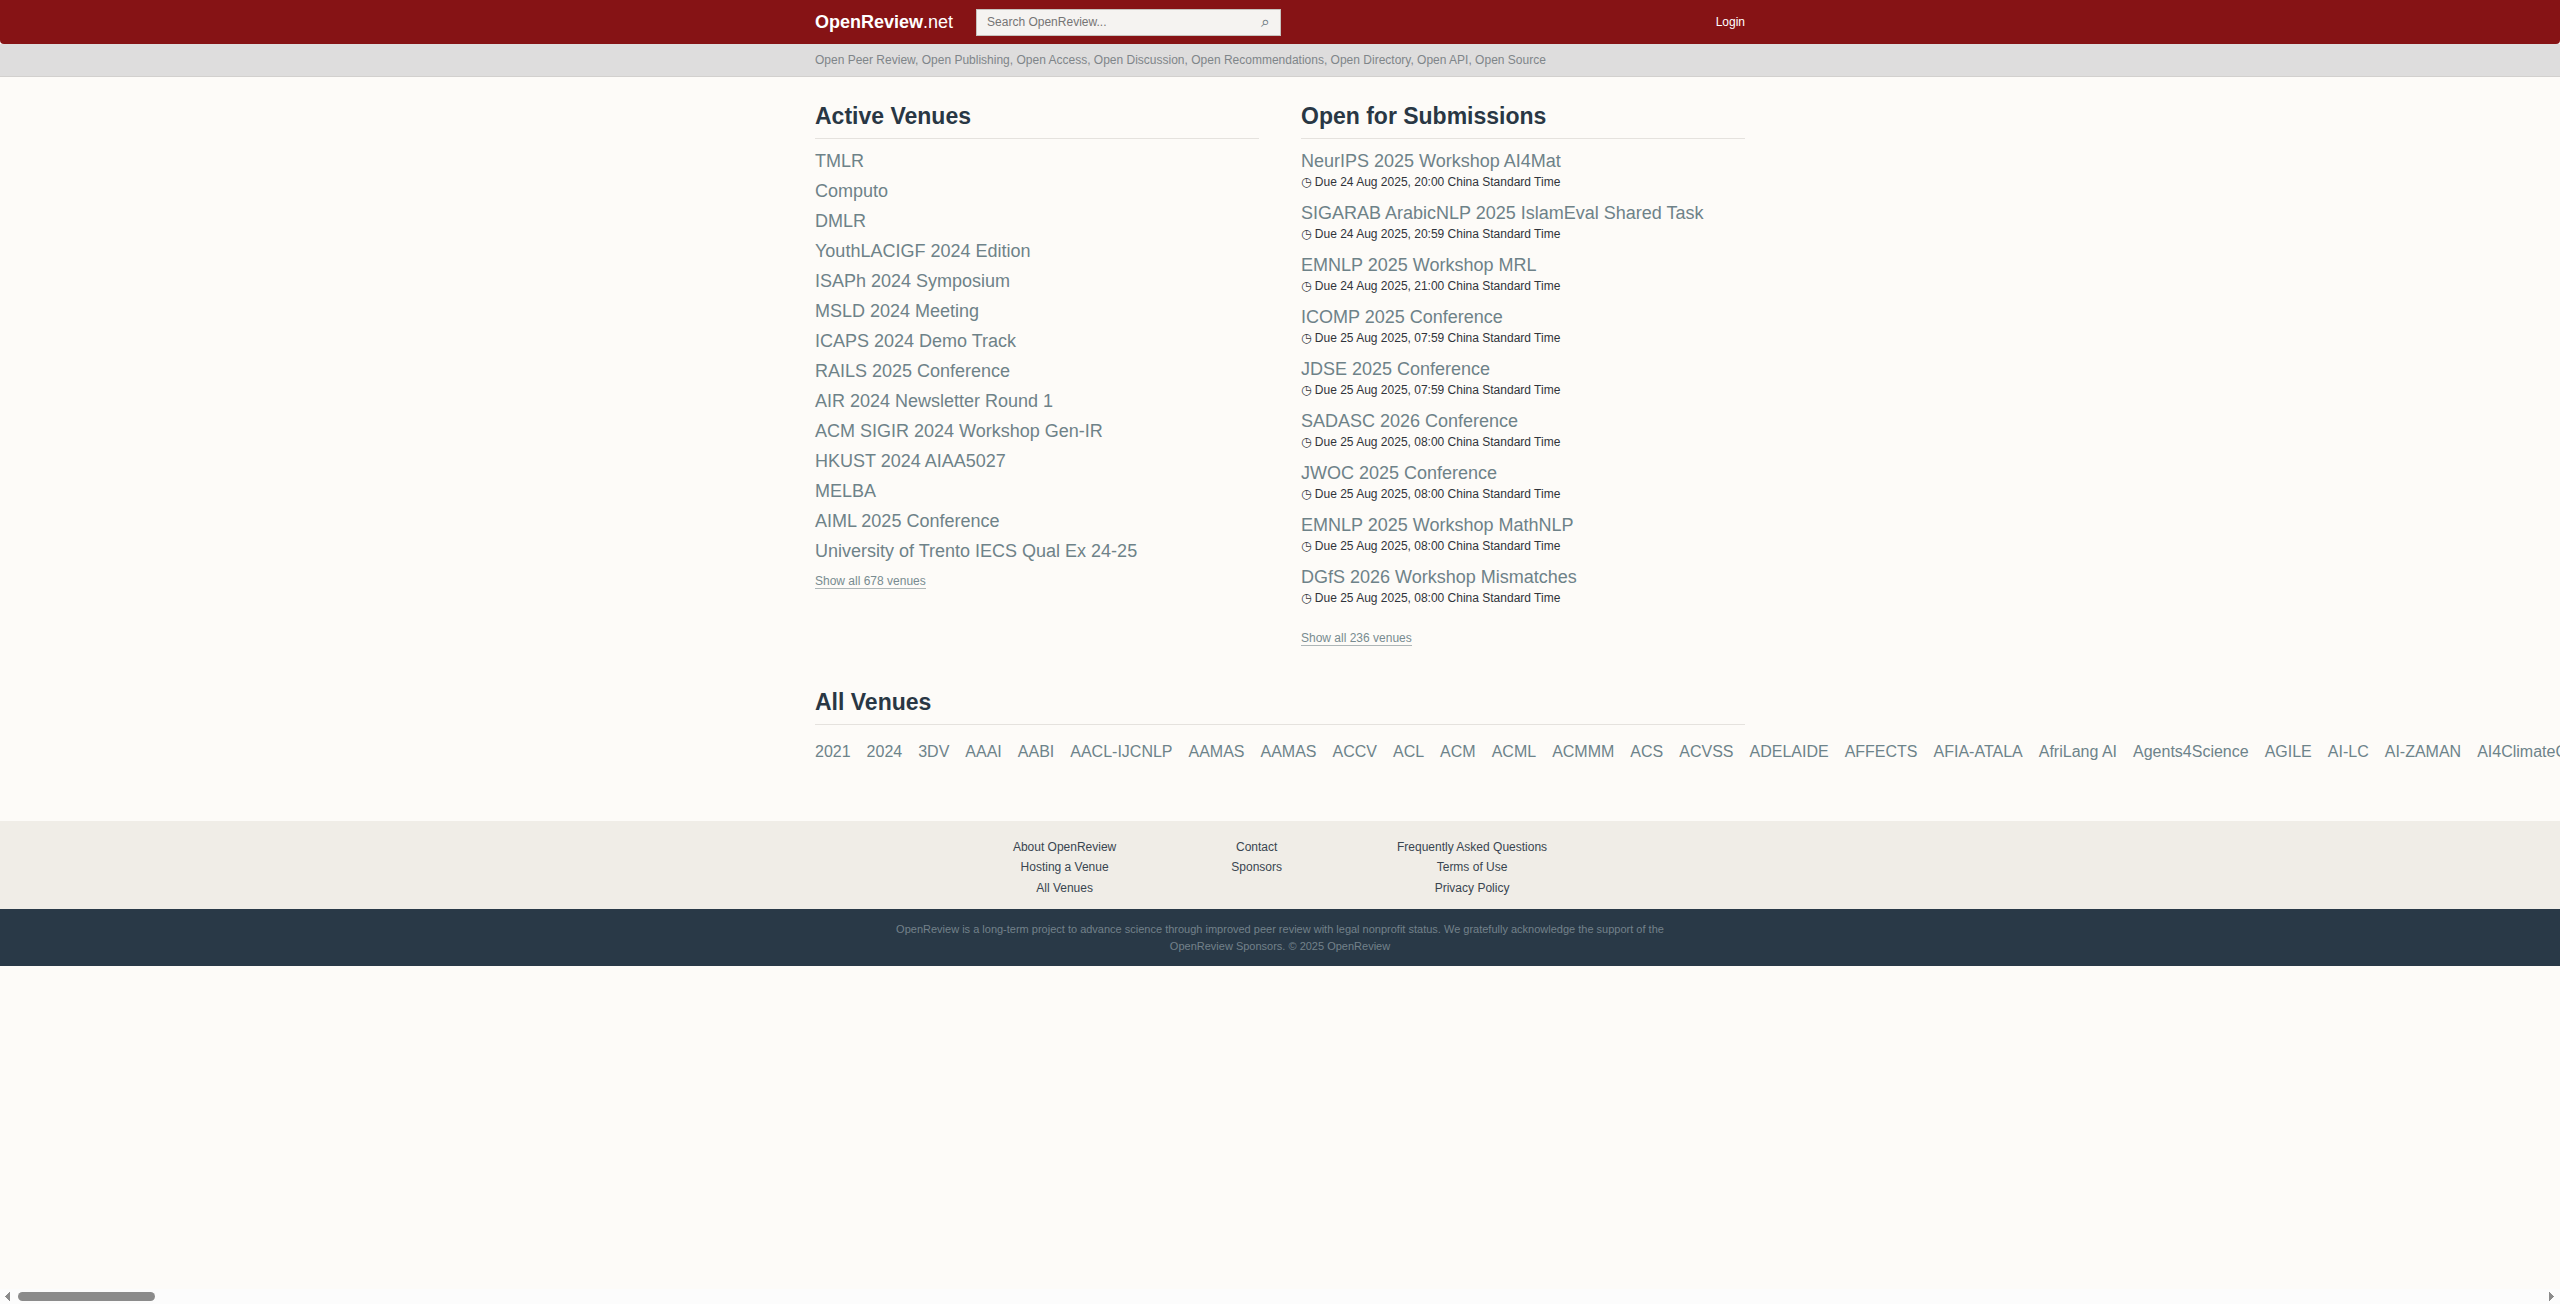 OpenReview.net
Search OpenReview...
Login
Open Peer Review, Open Publishing, Open Access, Open Discussion, Open Recommendations, Open Directory, Open API, Open Source
Active Venues
TMLR
Computo
DMLR
YouthLACIGF 2024 Edition
ISAPh 2024 Symposium
MSLD 2024 Meeting
ICAPS 2024 Demo Track
RAILS 2025 Conference
AIR 2024 Newsletter Round 1
ACM SIGIR 2024 Workshop Gen-IR
HKUST 2024 AIAA5027
MELBA
AIML 2025 Conference
University of Trento IECS Qual Ex 24-25
Show all 678 venues
Open for Submissions
NeurIPS 2025 Workshop AI4Mat
Due 24 Aug 2025, 20:00 China Standard Time
SIGARAB ArabicNLP 2025 IslamEval Shared Task
Due 24 Aug 2025, 20:59 China Standard Time
EMNLP 2025 Workshop MRL
Due 24 Aug 2025, 21:00 China Standard Time
ICOMP 2025 Conference
Due 25 Aug 2025, 07:59 China Standard Time
JDSE 2025 Conference
Due 25 Aug 2025, 07:59 China Standard Time
SADASC 2026 Conference
Due 25 Aug 2025, 08:00 China Standard Time
JWOC 2025 Conference
Due 25 Aug 2025, 08:00 China Standard Time
EMNLP 2025 Workshop MathNLP
Due 25 Aug 2025, 08:00 China Standard Time
DGfS 2026 Workshop Mismatches
Due 25 Aug 2025, 08:00 China Standard Time
Show all 236 venues
All Venues
2021 2024 3DV AAAI AABI AACL-IJCNLP AAMAS AAMAS ACCV ACL ACM ACML ACMMM ACS ACVSS ADELAIDE AFFECTS AFIA-ATALA AfriLang AI Agents4Science AGILE AI-LC AI-ZAMAN
About OpenReview
Hosting a Venue
All Venues
Contact
Sponsors
Frequently Asked Questions
Terms of Use
Privacy Policy
OpenReview is a long-term project to advance science through improved peer review with legal nonprofit status. We gratefully acknowledge the support of the
OpenReview Sponsors. © 2025 OpenReview